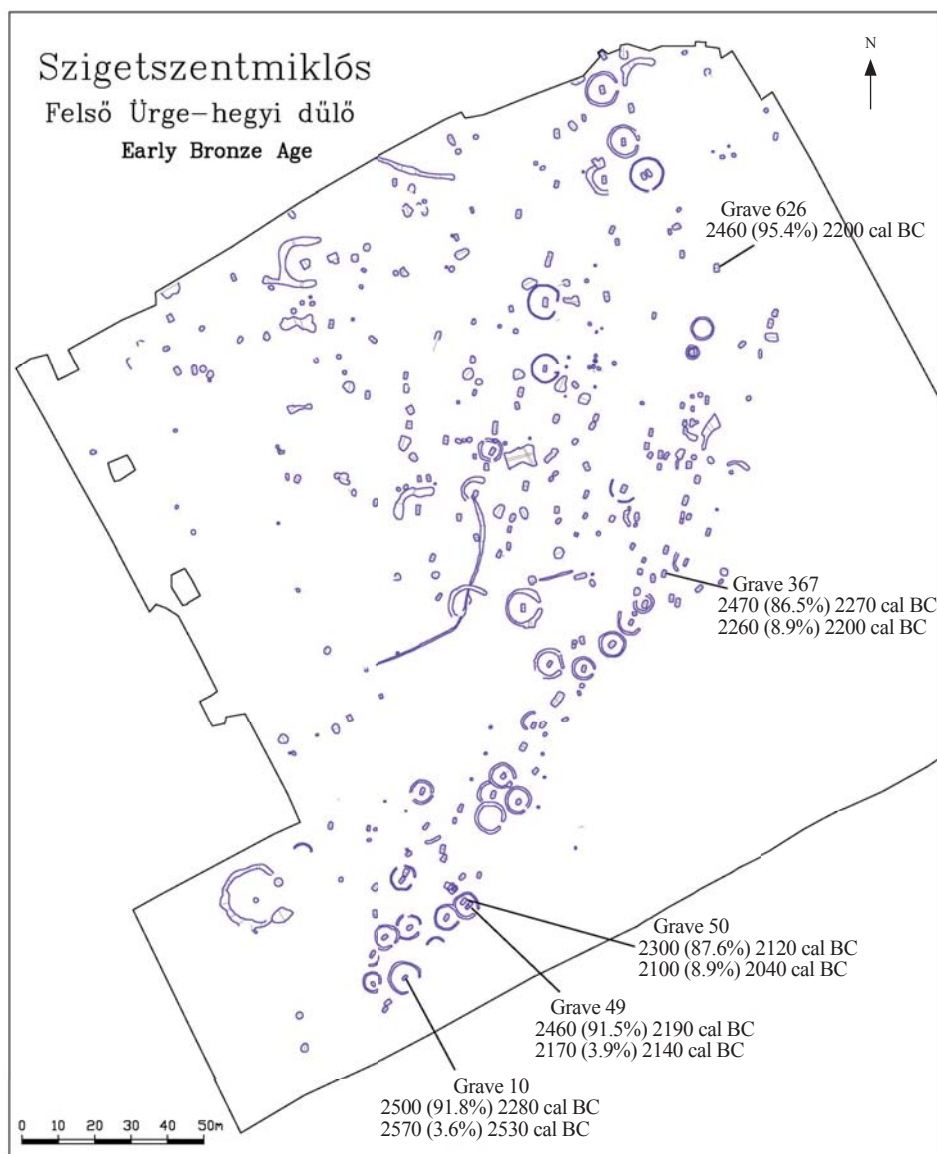 Szigetszentmiklós
Felső Ürge-hegyi dűlő
Early Bronze Age
N
Grave 626
2460 (95.4%) 2200 cal BC
Grave 367
2470 (86.5%) 2270 cal BC
2260 (8.9%) 2200 cal BC
Grave 50
2300 (87.6%) 2120 cal BC
2100 (8.9%) 2040 cal BC
Grave 49
2460 (91.5%) 2190 cal BC
2170 (3.9%) 2140 cal BC
Grave 10
2500 (91.8%) 2280 cal BC
2570 (3.6%) 2530 cal BC
0 10 20 30 40 50m